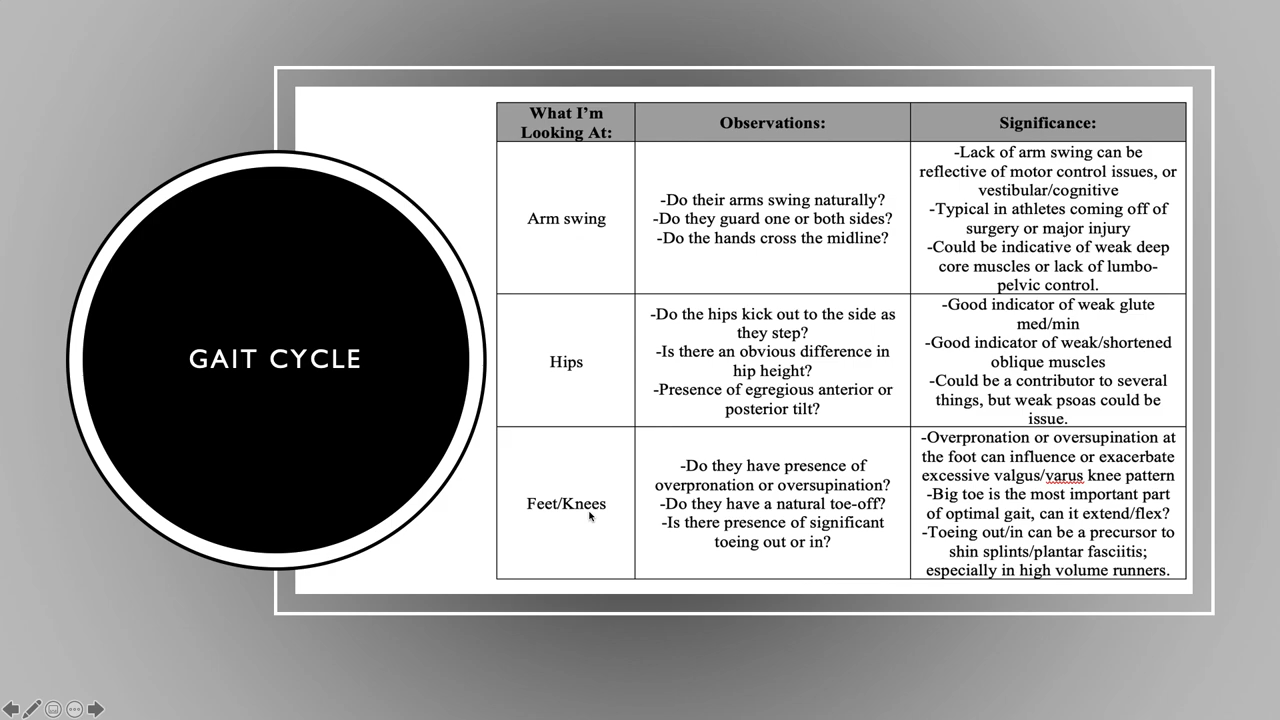 GAIT CYCLE
What I'm
Looking At:
Observations:
Significance:
Arm swing
-Do their arms swing naturally?
-Do they guard one or both sides?
-Do the hands cross the midline?
-Lack of arm swing can be
reflective of motor control issues, or
vestibular/cognitive
-Typical in athletes coming off of
surgery or major injury
-Could be indicative of weak deep
core muscles or lack of lumbo-
pelvic control.
Hips
-Do the hips kick out to the side as
they step?
-Is there an obvious difference in
hip height?
-Presence of egregious anterior or
posterior tilt?
-Good indicator of weak glute
med/min
-Good indicator of weak/shortened
oblique muscles
-Could be a contributor to several
things, but weak psoas could be
issue.
Feet/Knees
-Do they have presence of
overpronation or oversupination?
-Do they have a natural toe-off?
-Is there presence of significant
toeing out or in?
-Overpronation or oversupination at
the foot can influence or exacerbate
excessive valgus/varus knee pattern
-Big toe is the most important part
of optimal gait, can it extend/flex?
-Toeing out/in can be a precursor to
shin splints/plantar fasciitis;
especially in high volume runners.